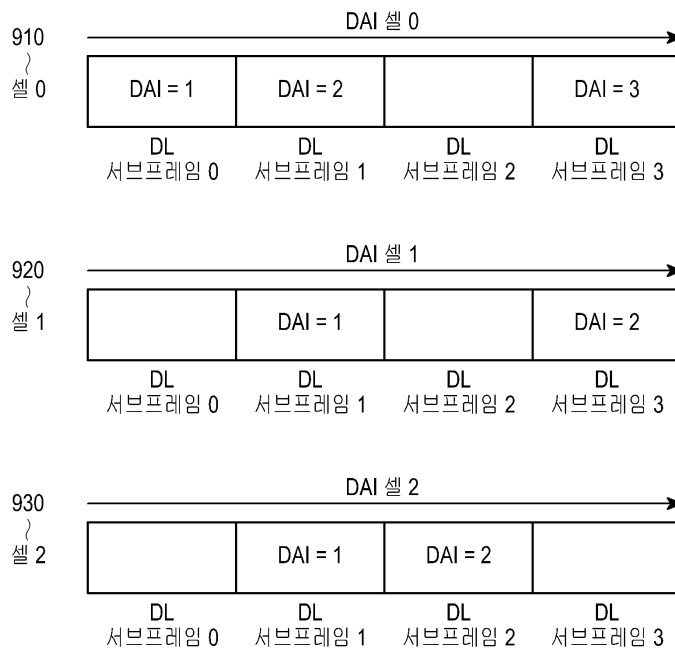 910
DAI 셀 0
셀 0
DAI = 1
DAI = 2
DAI = 3
DL
서브프레임 0
DL
서브프레임 1
DL
서브프레임 2
DL
서브프레임 3
920
DAI 셀 1
셀 1
DAI = 1
DAI = 2
DL
서브프레임 0
DL
서브프레임 1
DL
서브프레임 2
DL
서브프레임 3
930
DAI 셀 2
셀 2
DAI = 1
DAI = 2
DL
서브프레임 0
DL
서브프레임 1
DL
서브프레임 2
DL
서브프레임 3